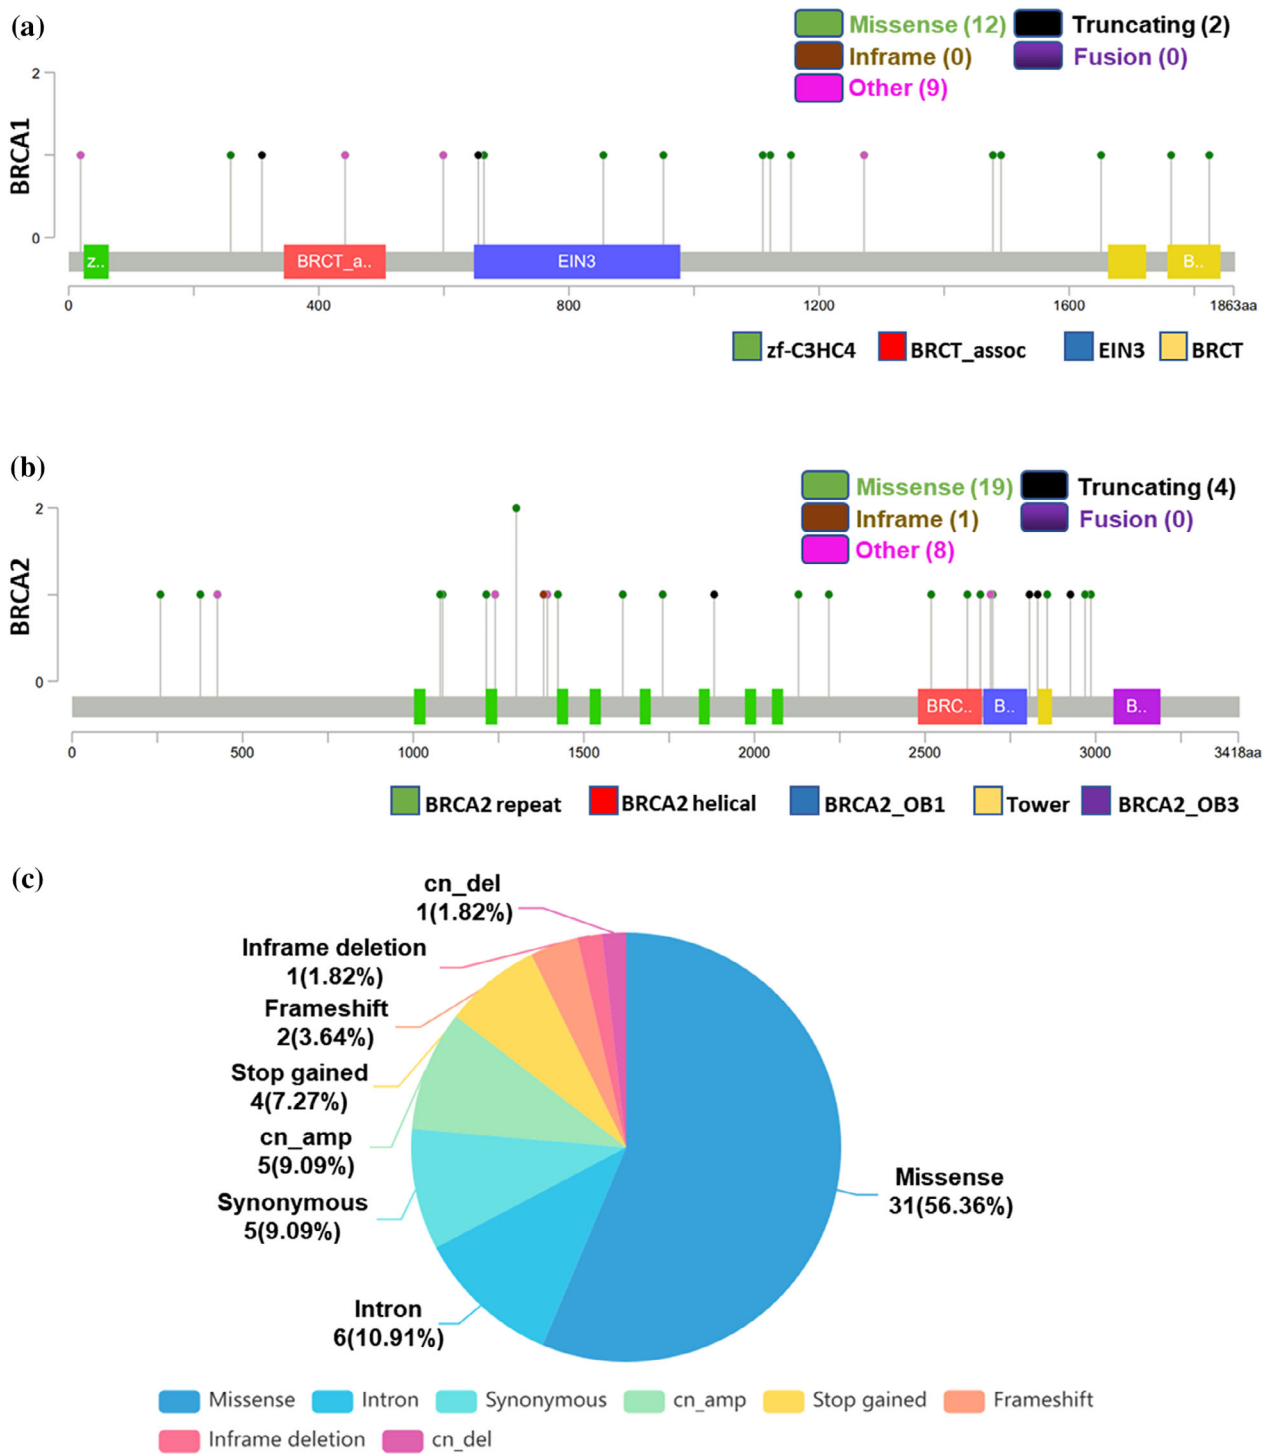 (a)
Missense (12) Truncating (2)
Inframe (0) Fusion (0)
Other (9)
BRCA1
2
0
z.. BRCT_a.. EIN3 B..
0 400 800 1200 1600 1863aa
zf-C3HC4 BRCT_assoc EIN3 BRCT
(b)
Missense (19) Truncating (4)
Inframe (1) Fusion (0)
Other (8)
BRCA2
2
0
BRC.. B.. B..
0 500 1000 1500 2000 2500 3000 3418aa
BRCA2 repeat BRCA2 helical BRCA2_OB1 Tower BRCA2_OB3
(c)
cn_del
1(1.82%)
Inframe deletion
1(1.82%)
Frameshift
2(3.64%)
Stop gained
4(7.27%)
cn_amp
5(9.09%)
Synonymous
5(9.09%)
Intron
6(10.91%)
Missense
31(56.36%)
Missense Intron Synonymous cn_amp Stop gained Frameshift
Inframe deletion cn_del